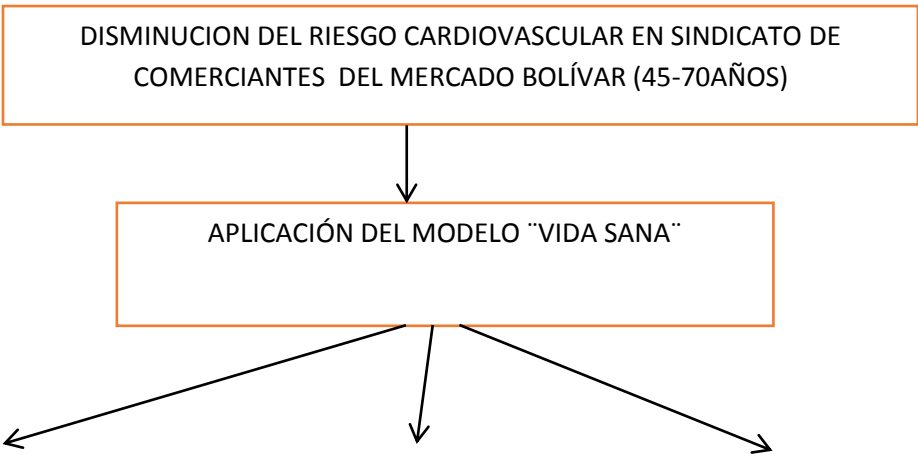 DISMINUCION DEL RIESGO CARDIOVASCULAR EN SINDICATO DE
COMERCIANTES  DEL MERCADO BOLÍVAR (45-70AÑOS)
APLICACIÓN DEL MODELO ¨VIDA SANA¨